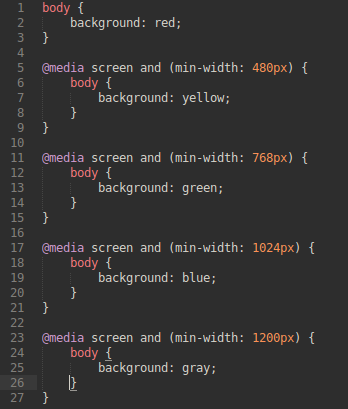 1 body {
2     background: red;
3 }
4
5 @media screen and (min-width: 480px) {
6     body {
7         background: yellow;
8     }
9 }
10
11 @media screen and (min-width: 768px) {
12     body {
13         background: green;
14     }
15 }
16
17 @media screen and (min-width: 1024px) {
18     body {
19         background: blue;
20     }
21 }
22
23 @media screen and (min-width: 1200px) {
24     body {
25         background: gray;
26     }
27 }